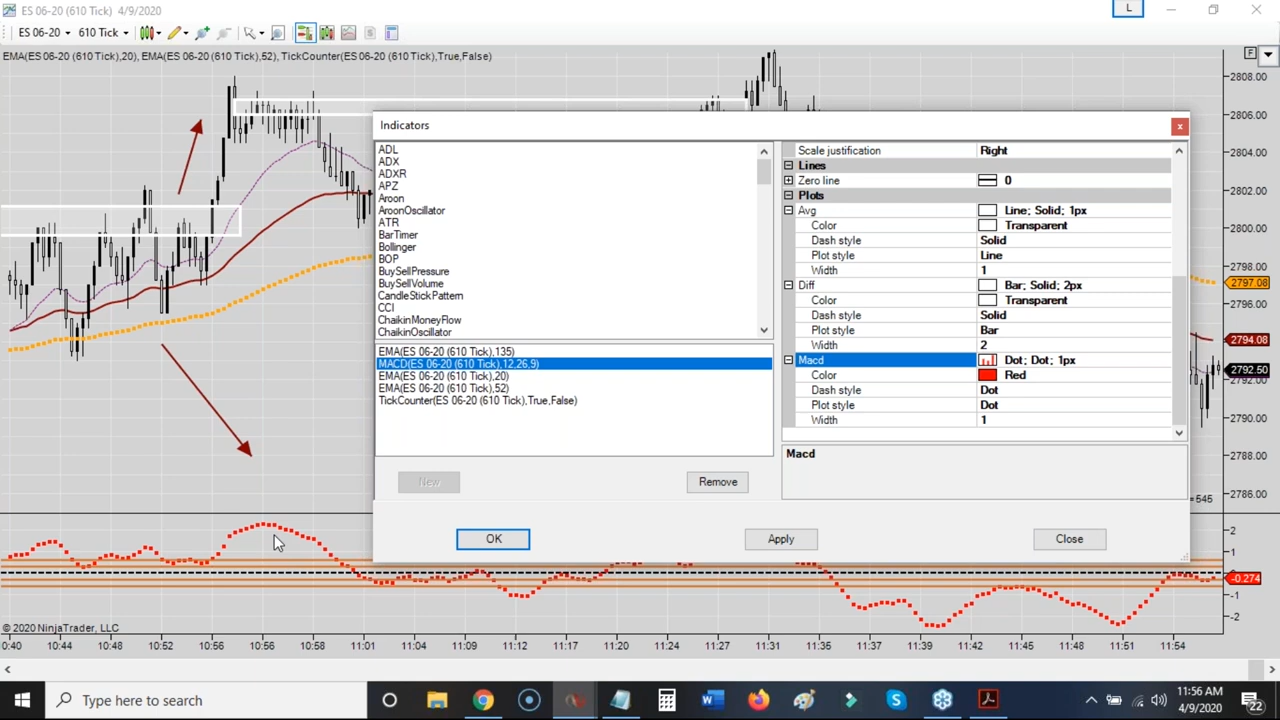 ES 06-20 (610 Tick) 4/9/2020
L
ES 06-20 610 Tick
EMA(ES 06-20 (610 Tick),20), EMA(ES 06-20 (610 Tick),52), TickCounter(ES 06-20 (610 Tick),True,False)
F
2808.00
2806.00
2804.00
2802.00
2800.00
2798.00
2797.08
2796.00
2794.08
2792.50
2792.00
2790.00
2788.00
2786.00
Indicators
x
ADL
ADX
ADXR
APZ
Aroon
AroonOscillator
ATR
BarTimer
Bollinger
BOP
BuySellPressure
BuySellVolume
CandleStickPattern
CCI
ChaikinMoneyFlow
ChaikinOscillator
EMA(ES 06-20 (610 Tick),135)
MACD(ES 06-20 (610 Tick),12,26,9)
EMA(ES 06-20 (610 Tick),20)
EMA(ES 06-20 (610 Tick),52)
TickCounter(ES 06-20 (610 Tick),True,False)
New
Remove
Scale justification Right
Lines
Zero line 0
Plots
Avg Line; Solid; 1px
Color Transparent
Dash style Solid
Plot style Line
Width 1
Diff Bar; Solid; 2px
Color Transparent
Dash style Solid
Plot style Bar
Width 2
Macd Dot; Dot; 1px
Color Red
Dash style Dot
Plot style Dot
Width 1
Macd
OK
Apply
Close
=545
2
1
-0.274
-1
-2
© 2020 NinjaTrader, LLC
0:40 10:48 10:52 10:56 10:56 10:58 11:01 11:04 11:09 11:17 11:22 11:27 11:31 11:35 11:39 11:42 11:45 11:48 11:51 11:54
Type here to search
11:56 AM
4/9/2020
22